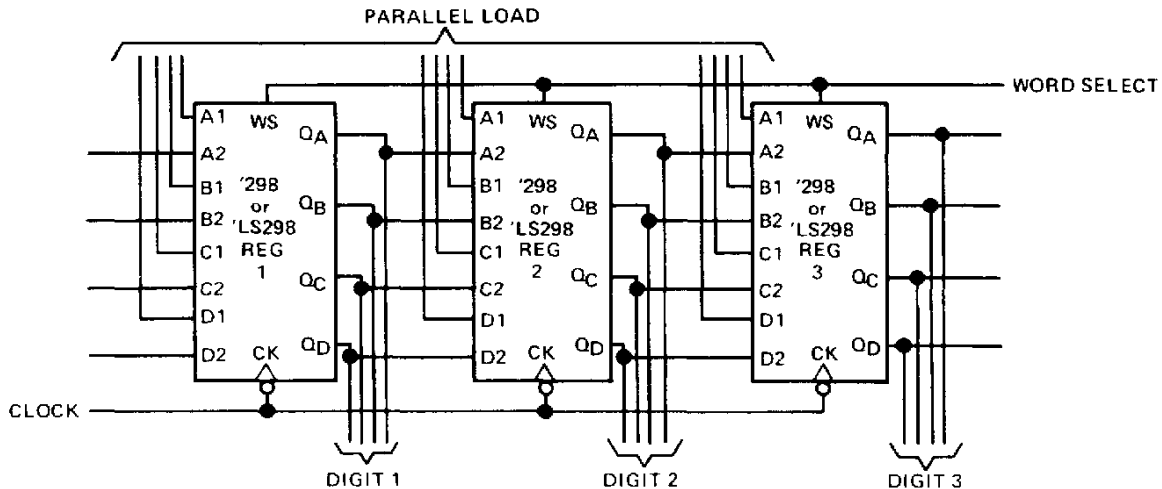 PARALLEL LOAD
WORD SELECT
A1
WS
QA
A2
'298
B1
or
QB
B2
'LS298
C1
REG
1
QC
C2
D1
QD
D2
CK
A1
WS
QA
A2
'298
B1
or
QB
B2
'LS298
C1
REG
2
QC
C2
D1
QD
D2
CK
A1
WS
QA
A2
'298
B1
or
QB
B2
'LS298
C1
REG
3
QC
C2
D1
QD
D2
CK
CLOCK
DIGIT 1
DIGIT 2
DIGIT 3